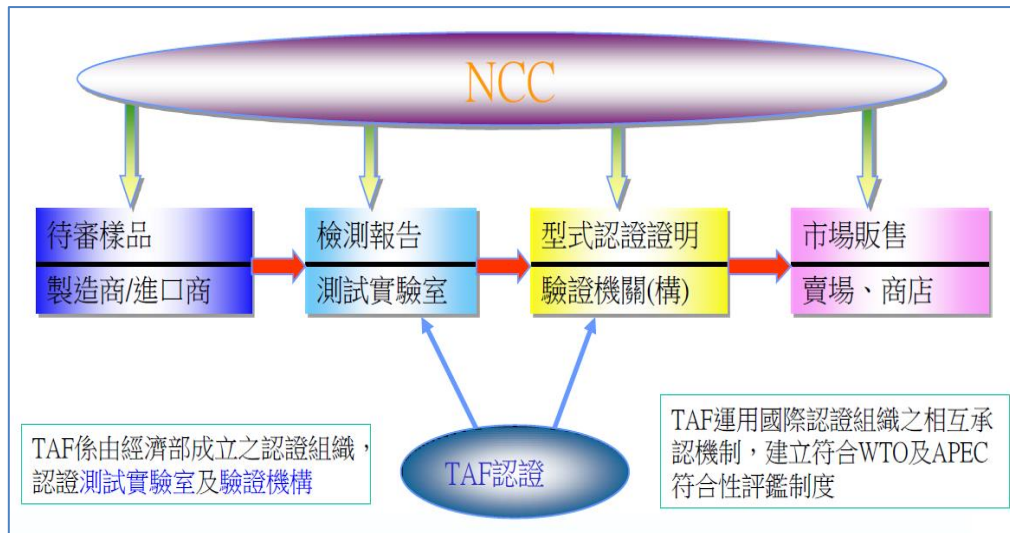 NCC
待審樣品
製造商/進口商
檢測報告
測試實驗室
型式認證證明
驗證機關(構)
市場販售
賣場、商店
TAF係由經濟部成立之認證組織，
認證測試實驗室及驗證機構
TAF認證
TAF運用國際認證組織之相互承
認機制，建立符合WTO及APEC
符合性評鑑制度